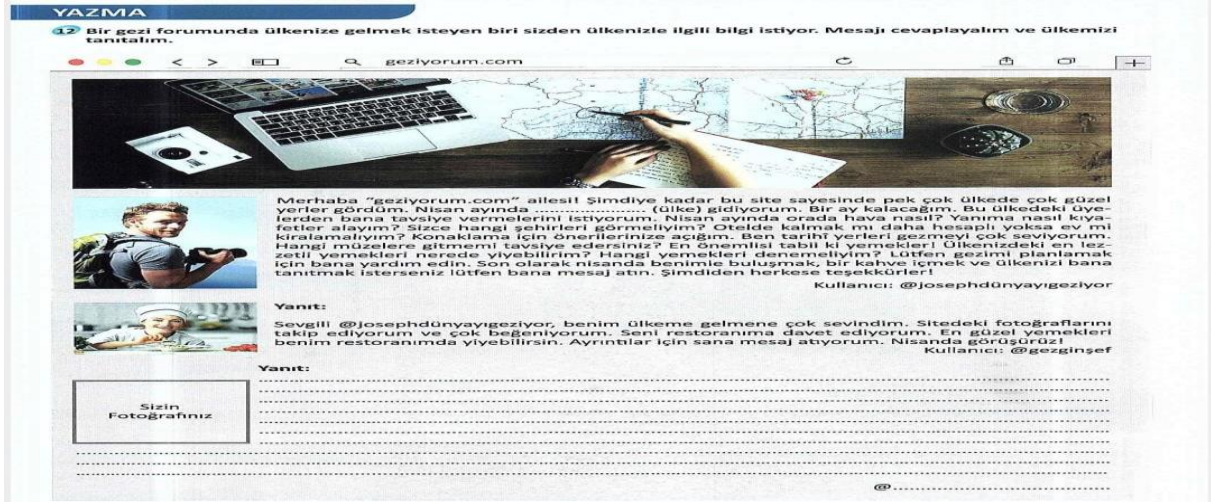 YAZMA
12 Bir gezi forumunda ülkenize gelmek isteyen biri sizden ülkenizle ilgili bilgi istiyor. Mesajı cevaplayalım ve ülkemizi
tanıtalım.
geziyorum.com
Merhaba "geziyorum.com" ailesi! Şimdiye kadar bu site sayesinde pek çok ülkede çok güzel
yerler gördüm. Nisan ayında ..................... (ülke) gidiyorum. Bir ay kalacağım. Bu ülkedeki üye-
lerden bana tavsiye vermelerini istiyorum. Nisan ayında orada hava nasıl? Yanıma nasıl kıya-
fetler alayım? Sizce hangi şehirleri görmeliyim? Otelde kalmak mı daha hesaplı yoksa ev mi
kiralamalıyım? Konaklama için önerilerinize açığım. Ben tarihî yerleri gezmeyi çok seviyorum.
Hangi müzelere gitmemi tavsiye edersiniz? En önemlisi tabii ki yemekler! Ülkenizdeki en lez-
zetli yemekleri nerede yiyebilirim? Hangi yemekleri denemeliyim? Lütfen gezimi planlamak
için bana yardım edin. Son olarak nisanda benimle buluşmak, bir kahve içmek ve ülkenizi bana
tanıtmak isterseniz lütfen bana mesaj atın. Şimdiden herkese teşekkürler!
Kullanıcı: @josephdünyayıgeziyor
Yanıt:
Sevgili @josephdünyayıgeziyor, benim ülkeme gelmene çok sevindim. Sitedeki fotoğraflarını
takip ediyorum ve çok beğeniyorum. Seni restoranıma davet ediyorum. En güzel yemekleri
benim restoranımda yiyebilirsin. Ayrıntılar için sana mesaj atıyorum. Nisanda görüşürüz!
Kullanıcı: @gezginşef
Yanıt:
Sizin
Fotoğrafınız
@.............................